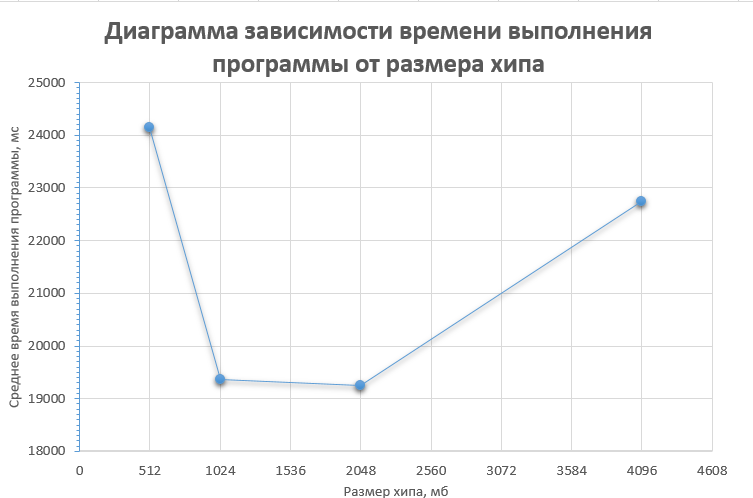 Диаграмма зависимости времени выполнения
программы от размера хипа
Среднее время выполнения программы, мс
25000
24000
23000
22000
21000
20000
19000
18000
0 512 1024 1536 2048 2560 3072 3584 4096 4608
Размер хипа, мб